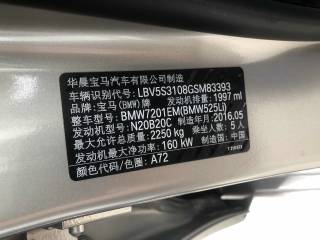 华晨宝马汽车有限公司制造
车辆识别代号: LBV5S3108GSM83393
品牌: 宝马(BMW)牌 发动机排量: 1997 ml
整车型号: BMW7201EM(BMW525Li)
发动机型号: N20B20C 制造年月: 2016.05
最大允许总质量: 2250 kg 乘坐人数: 5 人
发动机最大净功率: 160 kW 制造国: 中国
颜色代码/色圈: A72